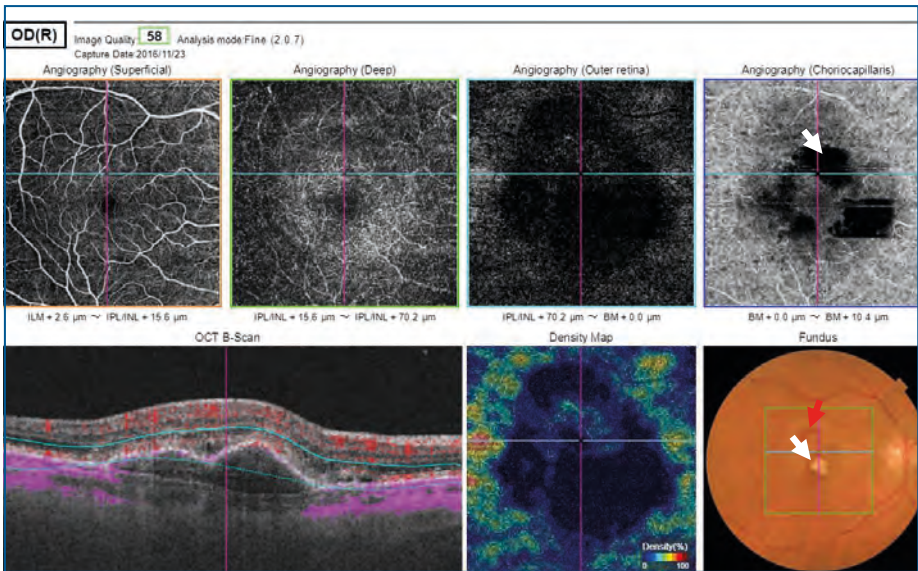 OD(R)
Image Quality: 58 Analysis mode:Fine (2.0.7)
Capture Date:2016/11/23
Angiography (Superficial) Angiography (Deep) Angiography (Outer retina) Angiography (Choriocapillaris)
ILM + 2.6 μm ～ IPL/INL + 15.6 μm IPL/INL + 15.6 μm ～ IPL/INL + 70.2 μm IPL/INL + 70.2 μm ～ BM + 0.0 μm BM + 0.0 μm ～ BM + 10.4 μm
OCT B-Scan Density Map Fundus
Density(%)
0 100